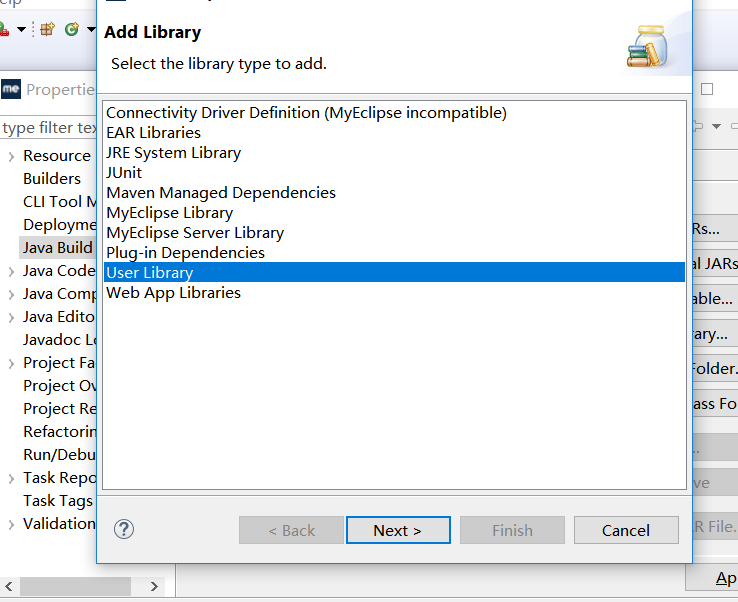 elp
Add Library
Select the library type to add.
me Propertie
type filter tex
Connectivity Driver Definition (MyEclipse incompatible)
EAR Libraries
JRE System Library
JUnit
Maven Managed Dependencies
MyEclipse Library
MyEclipse Server Library
Plug-in Dependencies
User Library
Web App Libraries
Resource
Builders
CLI Tool M
Deployme
Java Build
Java Code
Java Comp
Java Edito
Javadoc Lo
Project Fa
Project Ov
Project Re
Refactorin
Run/Debu
Task Repo
Task Tags
Validation
Rs...
al JARs
able...
rary...
Folder.
ass Fo
..
ve
R File.
< Back
Next >
Finish
Cancel
Ap